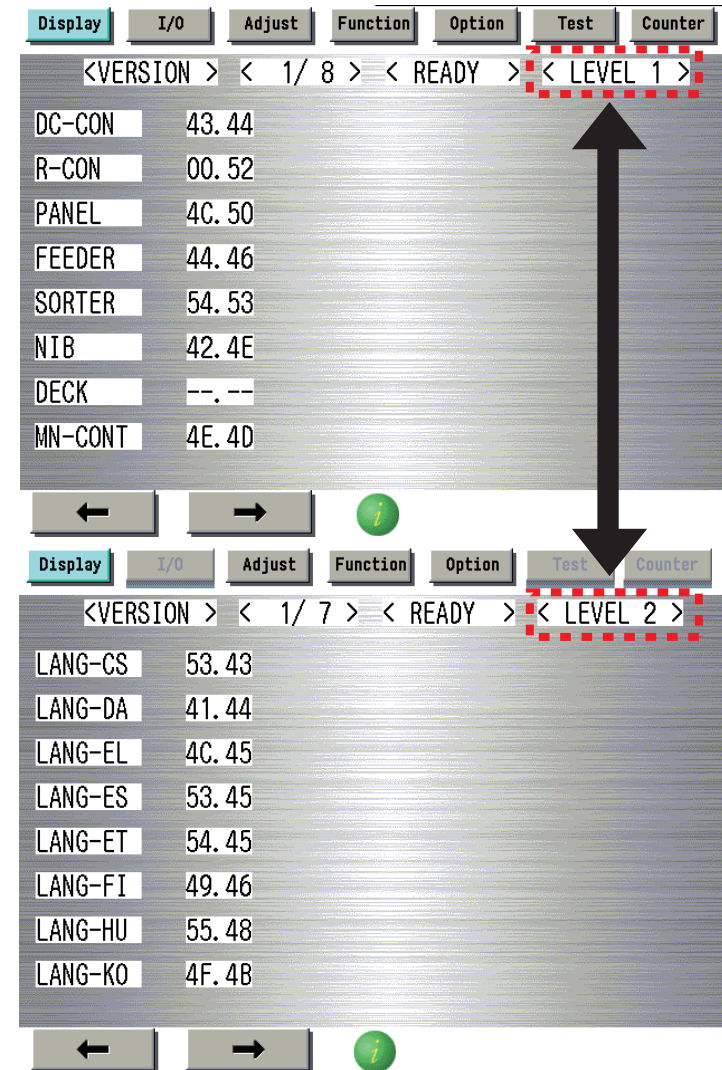 Display I/O Adjust Function Option Test Counter
<VERSION > < 1/ 8 > < READY > < LEVEL 1 >
DC-CON 43.44
R-CON 00.52
PANEL 4C.50
FEEDER 44.46
SORTER 54.53
NIB 42.4E
DECK --.--
MN-CONT 4E.4D
← → i
Display I/O Adjust Function Option Test Counter
<VERSION > < 1/ 7 > < READY > < LEVEL 2 >
LANG-CS 53.43
LANG-DA 41.44
LANG-EL 4C.45
LANG-ES 53.45
LANG-ET 54.45
LANG-FI 49.46
LANG-HU 55.48
LANG-KO 4F.4B
← → i